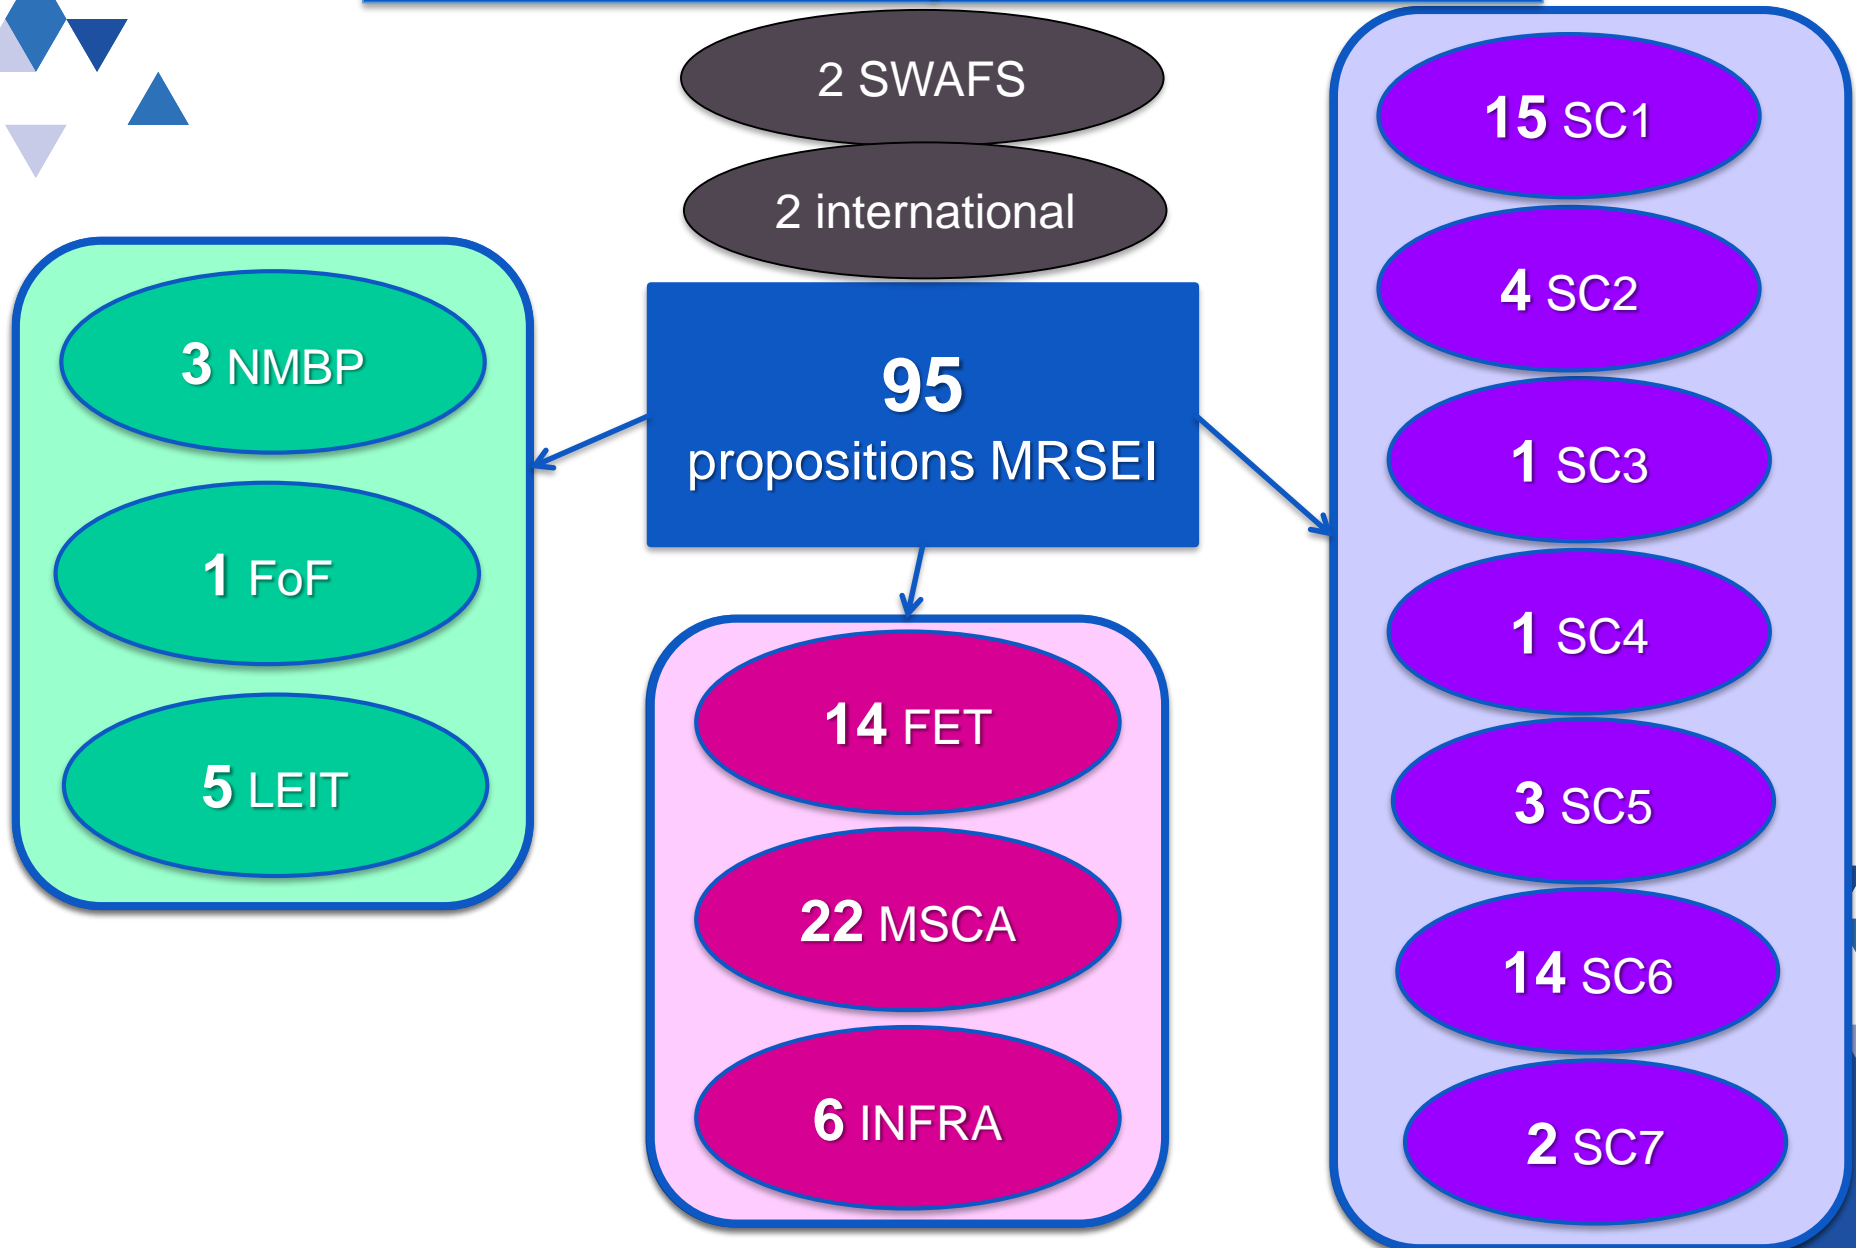 2 SWAFS
2 international
95
propositions MRSEI
3 NMBP
1 FoF
5 LEIT
14 FET
22 MSCA
6 INFRA
15 SC1
4 SC2
1 SC3
1 SC4
3 SC5
14 SC6
2 SC7